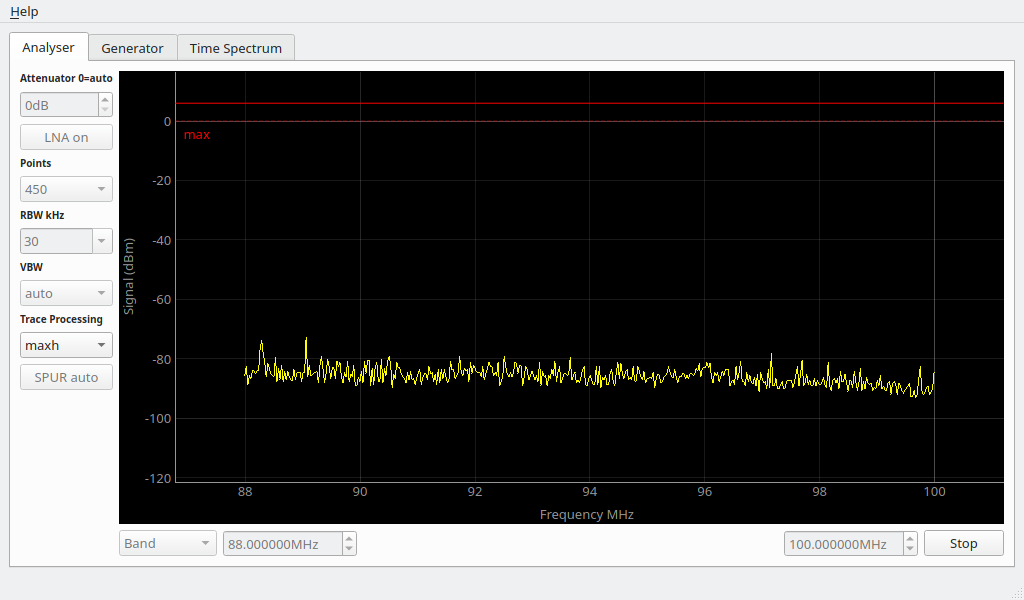 Help
Analyser
Generator
Time Spectrum
Attenuator 0=auto
0dB
LNA on
Points
450
RBW kHz
30
VBW
auto
Trace Processing
maxh
SPUR auto
Signal (dBm)
0
-20
-40
-60
-80
-100
-120
max
88 90 92 94 96 98 100
Frequency MHz
Band 88.000000MHz 100.000000MHz Stop